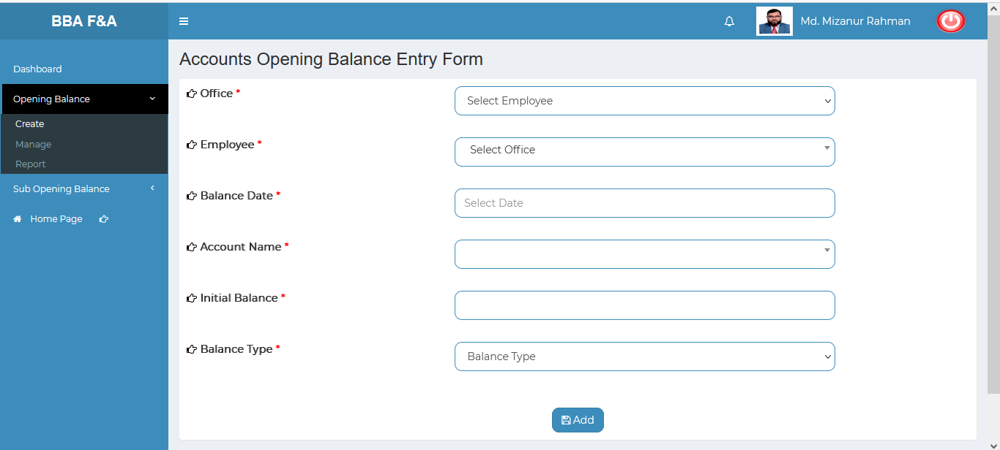 BBA F&A
Md. Mizanur Rahman
Dashboard
Opening Balance
Create
Manage
Report
Sub Opening Balance
Home Page
Accounts Opening Balance Entry Form
Office *
Select Employee
Employee *
Select Office
Balance Date *
Select Date
Account Name *
Initial Balance *
Balance Type *
Balance Type
Add